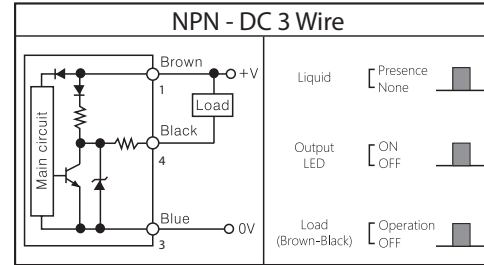 NPN - DC 3 Wire
Brown
+V
1
Load
Black
4
Main circuit
Blue
0V
3
Liquid
Presence
None
Output
LED
ON
OFF
Load
(Brown-Black)
Operation
OFF